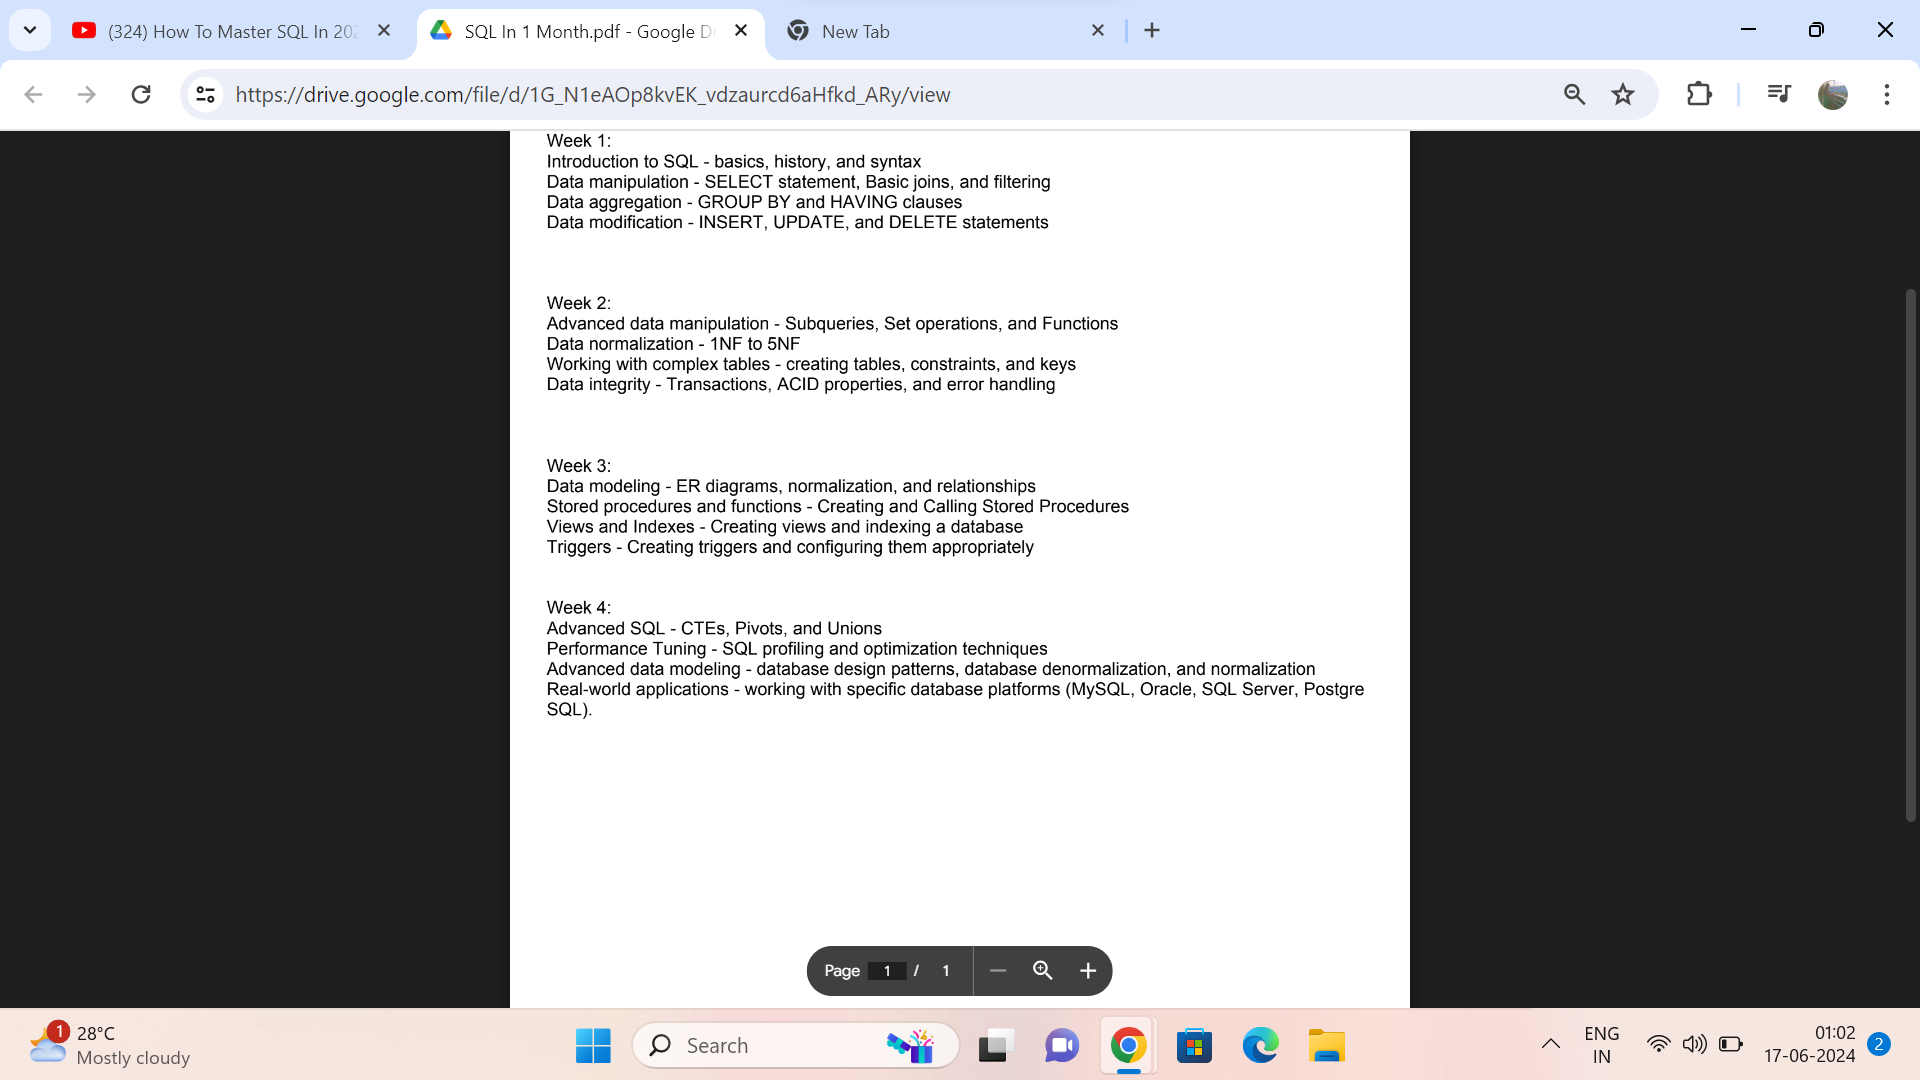 (324) How To Master SQL In 202
SQL In 1 Month.pdf - Google D
New Tab
https://drive.google.com/file/d/1G_N1eAOp8kvEK_vdzaurcd6aHfkd_ARy/view
Week 1:
Introduction to SQL - basics, history, and syntax
Data manipulation - SELECT statement, Basic joins, and filtering
Data aggregation - GROUP BY and HAVING clauses
Data modification - INSERT, UPDATE, and DELETE statements
Week 2:
Advanced data manipulation - Subqueries, Set operations, and Functions
Data normalization - 1NF to 5NF
Working with complex tables - creating tables, constraints, and keys
Data integrity - Transactions, ACID properties, and error handling
Week 3:
Data modeling - ER diagrams, normalization, and relationships
Stored procedures and functions - Creating and Calling Stored Procedures
Views and Indexes - Creating views and indexing a database
Triggers - Creating triggers and configuring them appropriately
Week 4:
Advanced SQL - CTEs, Pivots, and Unions
Performance Tuning - SQL profiling and optimization techniques
Advanced data modeling - database design patterns, database denormalization, and normalization
Real-world applications - working with specific database platforms (MySQL, Oracle, SQL Server, Postgre
SQL).
Page 1 / 1
1
28°C
Mostly cloudy
Search
ENG
IN
01:02
17-06-2024
2